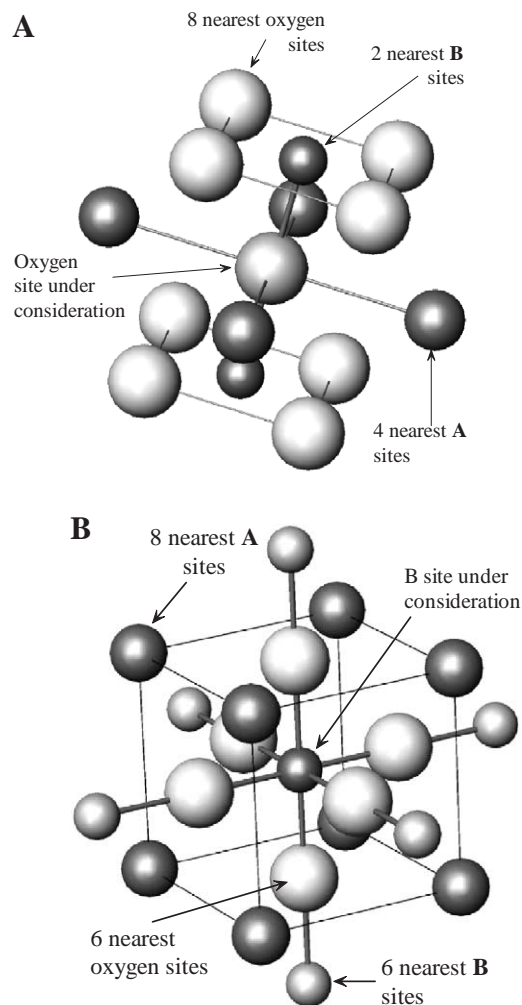 A
8 nearest oxygen
sites
2 nearest B
sites
Oxygen
site under
consideration
4 nearest A
sites
B
8 nearest A
sites
B site under
consideration
6 nearest
oxygen sites
6 nearest B
sites